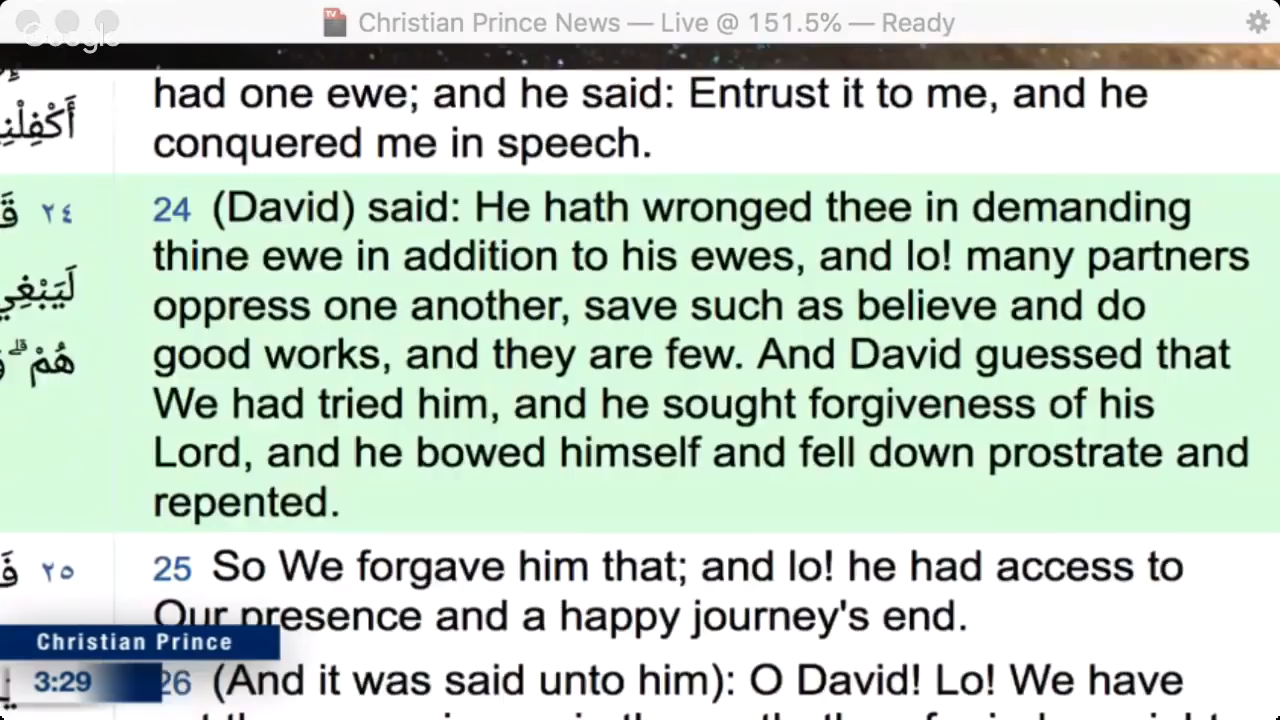 Christian Prince News — Live @ 151.5% — Ready
Google
had one ewe; and he said: Entrust it to me, and he
conquered me in speech.
٢٤
24 (David) said: He hath wronged thee in demanding
thine ewe in addition to his ewes, and lo! many partners
لَيَبْغِي
oppress one another, save such as believe and do
هُمْ ۗ
good works, and they are few. And David guessed that
We had tried him, and he sought forgiveness of his
Lord, and he bowed himself and fell down prostrate and
repented.
٢٥
25 So We forgave him that; and lo! he had access to
Our presence and a happy journey's end.
Christian Prince
3:29
26 (And it was said unto him): O David! Lo! We have